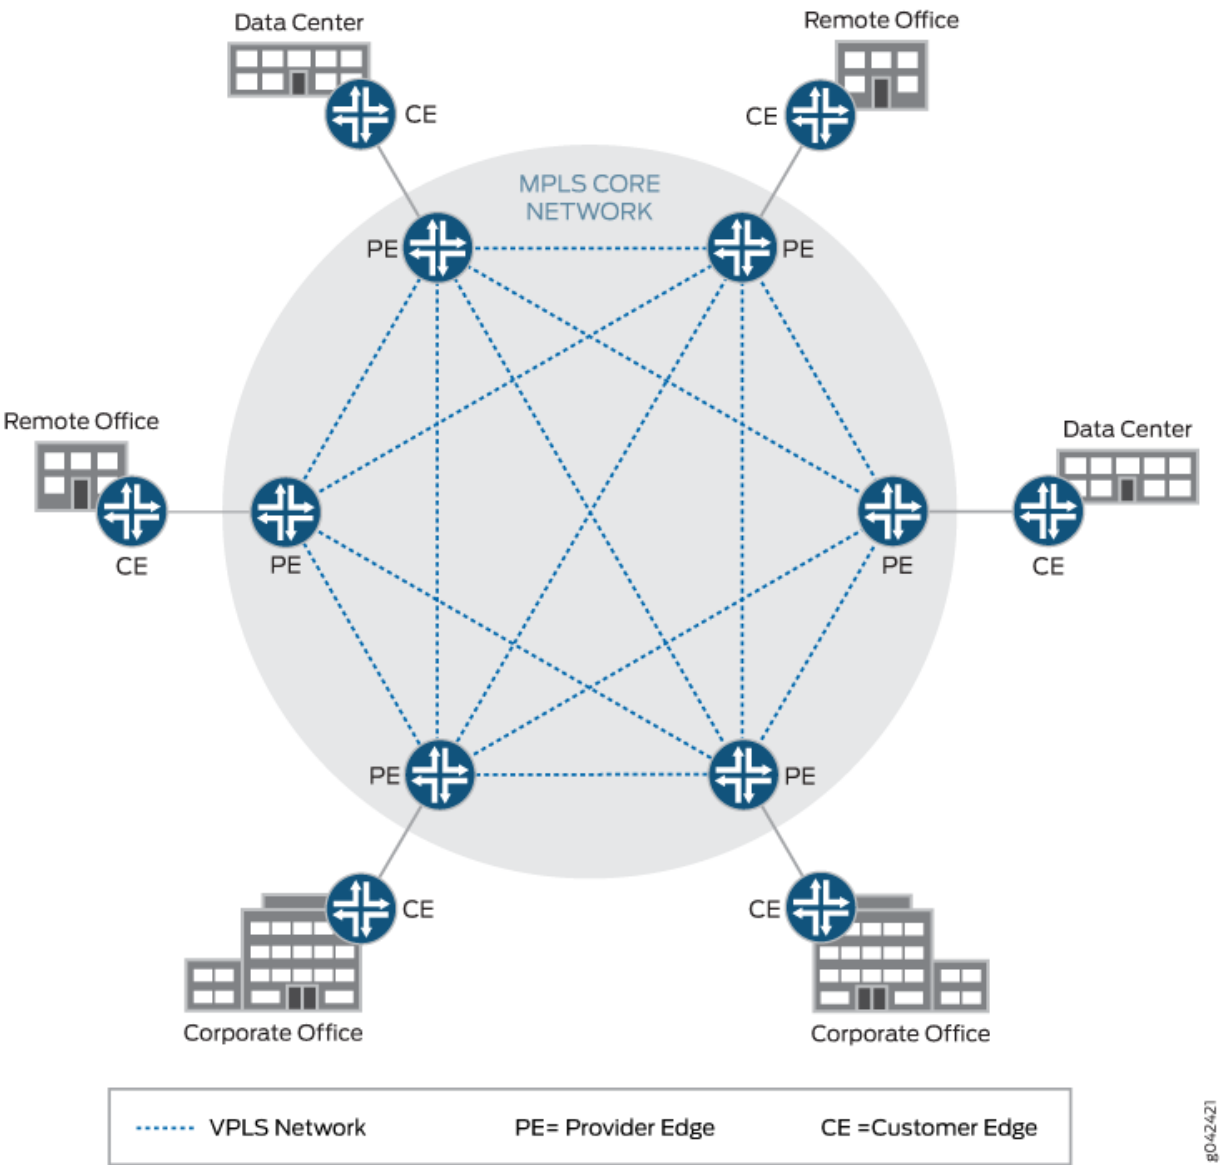 Data Center
Remote Office
CE
CE
MPLS CORE
NETWORK
PE
PE
Remote Office
Data Center
CE
PE
PE
CE
PE
PE
CE
CE
Corporate Office
Corporate Office
VPLS Network
PE= Provider Edge
CE =Customer Edge
g042421